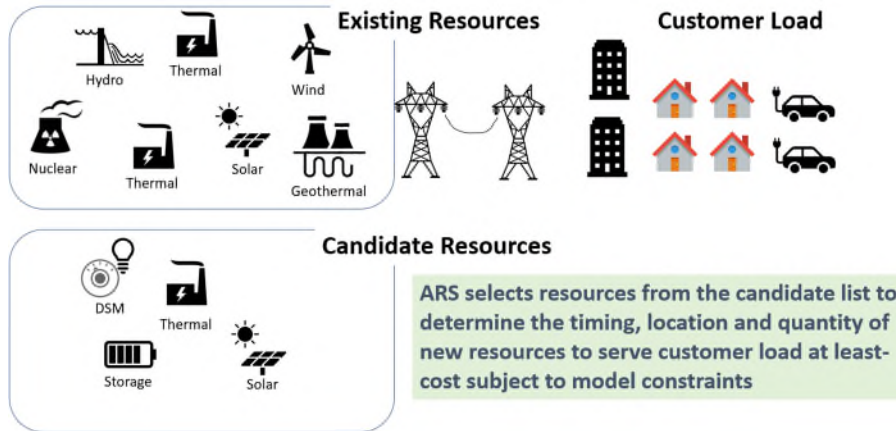 Existing Resources
Customer Load
Hydro
Thermal
Wind
Nuclear
Thermal
Solar
Geothermal
Candidate Resources
DSM
Thermal
Storage
Solar
ARS selects resources from the candidate list to
determine the timing, location and quantity of
new resources to serve customer load at least-
cost subject to model constraints